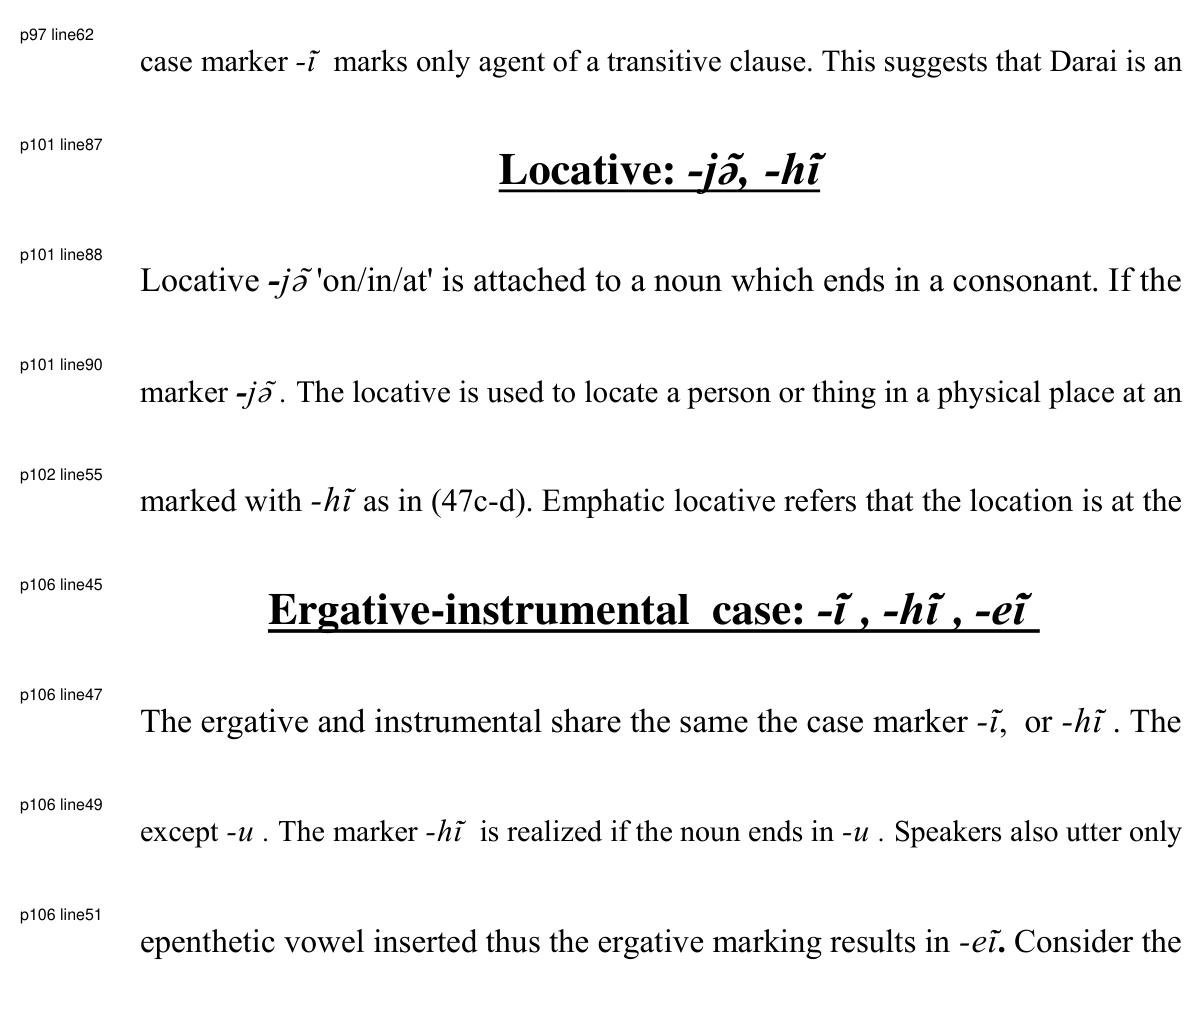 p97 line62
case marker -ĩ marks only agent of a transitive clause. This suggests that Darai is an
p101 line87
Locative: -jə̃, -hĩ
p101 line88
Locative -jə̃ 'on/in/at' is attached to a noun which ends in a consonant. If the
p101 line90
marker -jə̃ . The locative is used to locate a person or thing in a physical place at an
p102 line55
marked with -hĩ as in (47c-d). Emphatic locative refers that the location is at the
p106 line45
Ergative-instrumental case: -ĩ , -hĩ , -eĩ
p106 line47
The ergative and instrumental share the same the case marker -ĩ, or -hĩ . The
p106 line49
except -u . The marker -hĩ is realized if the noun ends in -u . Speakers also utter only
p106 line51
epenthetic vowel inserted thus the ergative marking results in -eĩ. Consider the